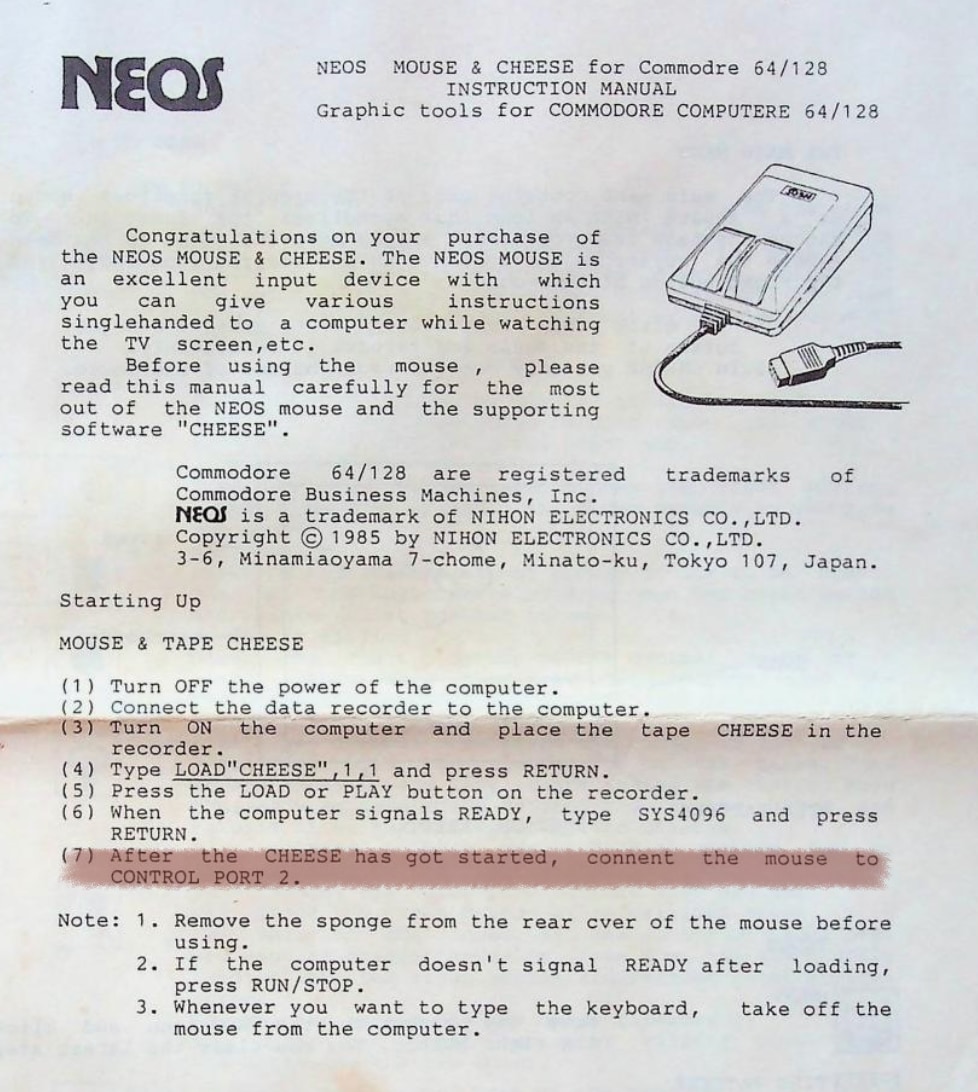 NEOS
NEOS MOUSE & CHEESE for Commodre 64/128
INSTRUCTION MANUAL
Graphic tools for COMMODORE COMPUTERE 64/128
NEOS
Congratulations on your purchase of
the NEOS MOUSE & CHEESE. The NEOS MOUSE is
an excellent input device with which
you can give various instructions
singlehanded to a computer while watching
the TV screen,etc.
Before using the mouse , please
read this manual carefully for the most
out of the NEOS mouse and the supporting
software "CHEESE".
Commodore 64/128 are registered trademarks of
Commodore Business Machines, Inc.
NEOS is a trademark of NIHON ELECTRONICS CO.,LTD.
Copyright © 1985 by NIHON ELECTRONICS CO.,LTD.
3-6, Minamiaoyama 7-chome, Minato-ku, Tokyo 107, Japan.
Starting Up
MOUSE & TAPE CHEESE
(1) Turn OFF the power of the computer.
(2) Connect the data recorder to the computer.
(3) Turn ON the computer and place the tape CHEESE in the
recorder.
(4) Type LOAD"CHEESE",1,1 and press RETURN.
(5) Press the LOAD or PLAY button on the recorder.
(6) When the computer signals READY, type SYS4096 and press
RETURN.
(7) After the CHEESE has got started, connent the mouse to
CONTROL PORT 2.
Note: 1. Remove the sponge from the rear cver of the mouse before
using.
2. If the computer doesn't signal READY after loading,
press RUN/STOP.
3. Whenever you want to type the keyboard, take off the
mouse from the computer.